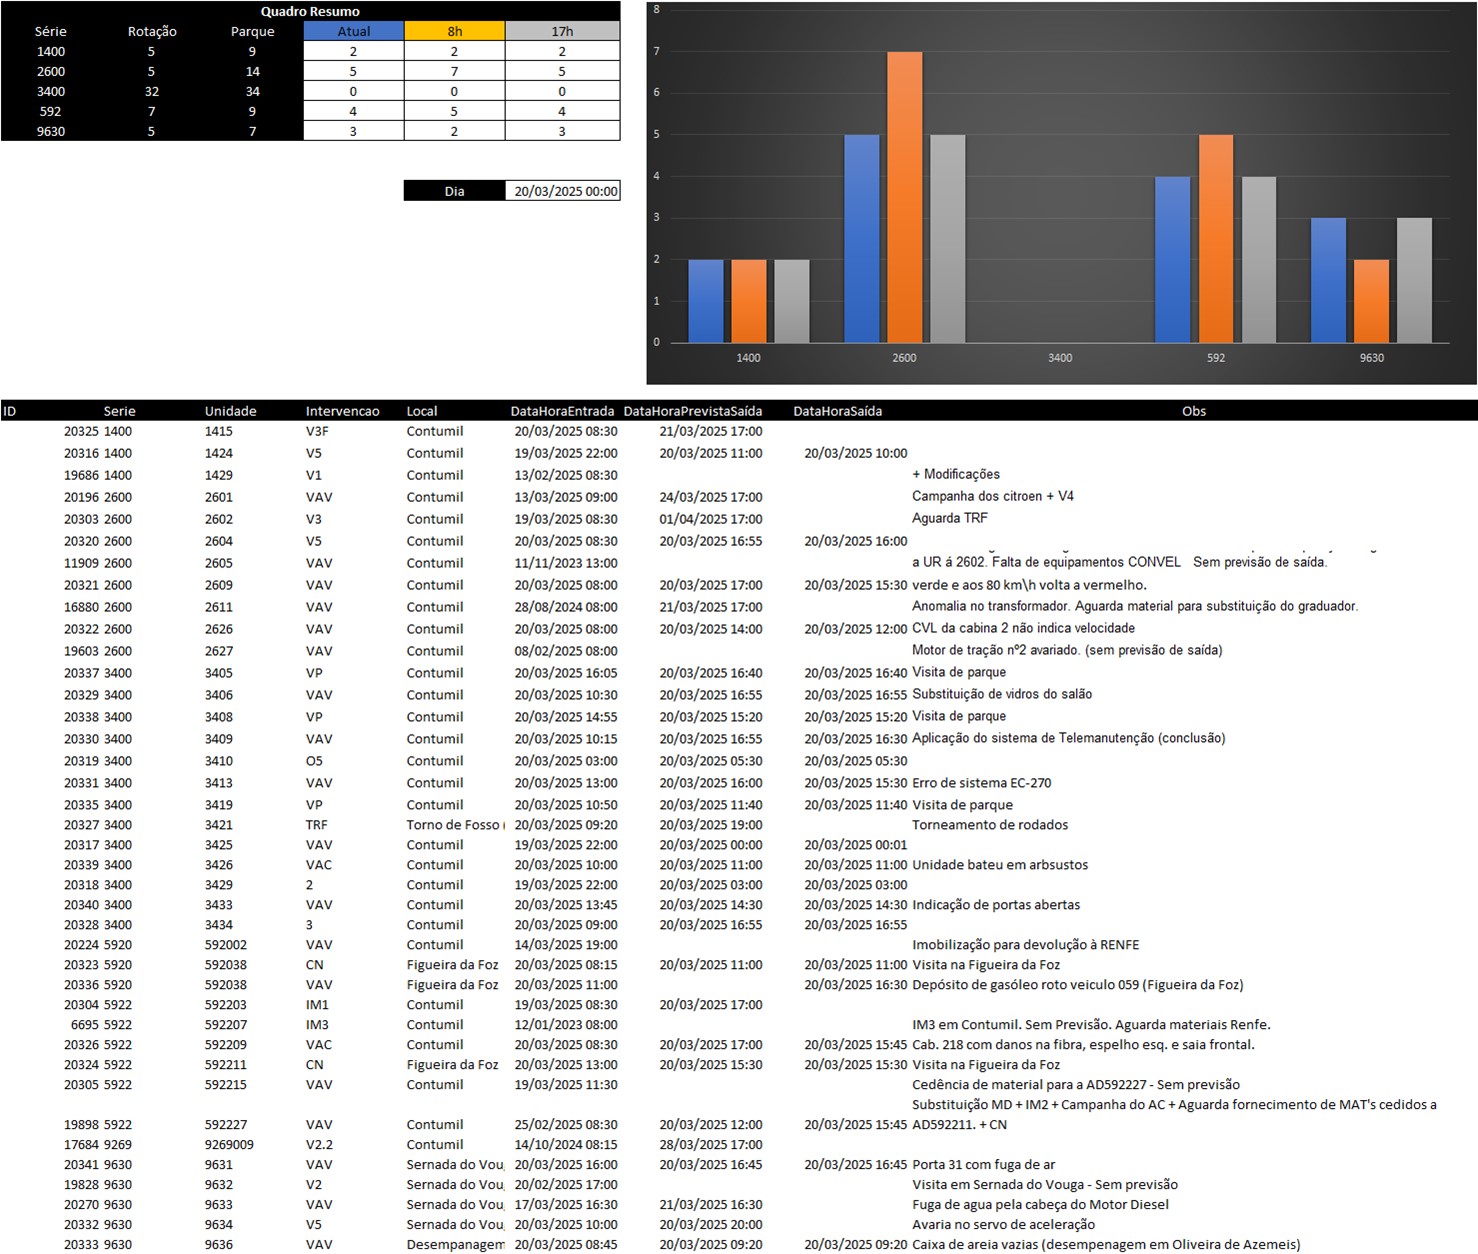 Quadro Resumo
Série Rotação Parque Atual 8h 17h
1400 5 9 2 2 2
2600 5 14 5 7 5
3400 32 34 0 0 0
592 7 9 4 5 4
9630 5 7 3 2 3
Dia 20/03/2025 00:00
8
7
6
5
4
3
2
1
0
1400 2600 3400 592 9630
ID Serie Unidade Intervencao Local DataHoraEntrada DataHoraPrevistaSaída DataHoraSaída Obs
20325 1400 1415 V3F Contumil 20/03/2025 08:30 21/03/2025 17:00
20316 1400 1424 V5 Contumil 19/03/2025 22:00 20/03/2025 11:00 20/03/2025 10:00
19686 1400 1429 V1 Contumil 13/02/2025 08:30 + Modificações
20196 2600 2601 VAV Contumil 13/03/2025 09:00 24/03/2025 17:00 Campanha dos citroen + V4
20303 2600 2602 V3 Contumil 19/03/2025 08:30 01/04/2025 17:00 Aguarda TRF
20320 2600 2604 V5 Contumil 20/03/2025 08:30 20/03/2025 16:55 20/03/2025 16:00
11909 2600 2605 VAV Contumil 11/11/2023 13:00 a UR á 2602. Falta de equipamentos CONVEL Sem previsão de saída.
20321 2600 2609 VAV Contumil 20/03/2025 08:00 20/03/2025 17:00 20/03/2025 15:30 verde e aos 80 km\h volta a vermelho.
16880 2600 2611 VAV Contumil 28/08/2024 08:00 21/03/2025 17:00 Anomalia no transformador. Aguarda material para substituição do graduador.
20322 2600 2626 VAV Contumil 20/03/2025 08:00 20/03/2025 14:00 20/03/2025 12:00 CVL da cabina 2 não indica velocidade
19603 2600 2627 VAV Contumil 08/02/2025 08:00 Motor de tração nº2 avariado. (sem previsão de saída)
20337 3400 3405 VP Contumil 20/03/2025 16:05 20/03/2025 16:40 20/03/2025 16:40 Visita de parque
20329 3400 3406 VAV Contumil 20/03/2025 10:30 20/03/2025 16:55 20/03/2025 16:55 Substituição de vidros do salão
20338 3400 3408 VP Contumil 20/03/2025 14:55 20/03/2025 15:20 20/03/2025 15:20 Visita de parque
20330 3400 3409 VAV Contumil 20/03/2025 10:15 20/03/2025 16:55 20/03/2025 16:30 Aplicação do sistema de Telemanutenção (conclusão)
20319 3400 3410 O5 Contumil 20/03/2025 03:00 20/03/2025 05:30 20/03/2025 05:30
20331 3400 3413 VAV Contumil 20/03/2025 13:00 20/03/2025 16:00 20/03/2025 15:30 Erro de sistema EC-270
20335 3400 3419 VP Contumil 20/03/2025 10:50 20/03/2025 11:40 20/03/2025 11:40 Visita de parque
20327 3400 3421 TRF Torno de Fosso ( 20/03/2025 09:20 20/03/2025 19:00 Torneamento de rodados
20317 3400 3425 VAV Contumil 19/03/2025 22:00 20/03/2025 00:00 20/03/2025 00:01
20339 3400 3426 VAC Contumil 20/03/2025 10:00 20/03/2025 11:00 20/03/2025 11:00 Unidade bateu em arbsustos
20318 3400 3429 2 Contumil 19/03/2025 22:00 20/03/2025 03:00 20/03/2025 03:00
20340 3400 3433 VAV Contumil 20/03/2025 13:45 20/03/2025 14:30 20/03/2025 14:30 Indicação de portas abertas
20328 3400 3434 3 Contumil 20/03/2025 09:00 20/03/2025 16:55 20/03/2025 16:55
20224 5920 592002 VAV Contumil 14/03/2025 19:00 Imobilização para devolução à RENFE
20323 5920 592038 CN Figueira da Foz 20/03/2025 08:15 20/03/2025 11:00 20/03/2025 11:00 Visita na Figueira da Foz
20336 5920 592038 VAV Figueira da Foz 20/03/2025 11:00 20/03/2025 16:30 Depósito de gasóleo roto veiculo 059 (Figueira da Foz)
20304 5922 592203 IM1 Contumil 19/03/2025 08:30 20/03/2025 17:00
6695 5922 592207 IM3 Contumil 12/01/2023 08:00 IM3 em Contumil. Sem Previsão. Aguarda materiais Renfe.
20326 5922 592209 VAC Contumil 20/03/2025 08:30 20/03/2025 17:00 20/03/2025 15:45 Cab. 218 com danos na fibra, espelho esq. e saia frontal.
20324 5922 592211 CN Figueira da Foz 20/03/2025 13:00 20/03/2025 15:30 20/03/2025 15:30 Visita na Figueira da Foz
20305 5922 592215 VAV Contumil 19/03/2025 11:30 Cedência de material para a AD592227 - Sem previsão
Substituição MD + IM2 + Campanha do AC + Aguarda fornecimento de MAT's cedidos a
19898 5922 592227 VAV Contumil 25/02/2025 08:30 20/03/2025 12:00 20/03/2025 15:45 AD592211. + CN
17684 9269 9269009 V2.2 Contumil 14/10/2024 08:15 28/03/2025 17:00
20341 9630 9631 VAV Sernada do Vou 20/03/2025 16:00 20/03/2025 16:45 20/03/2025 16:45 Porta 31 com fuga de ar
19828 9630 9632 V2 Sernada do Vou 20/02/2025 17:00 Visita em Sernada do Vouga - Sem previsão
20270 9630 9633 VAV Sernada do Vou 17/03/2025 16:30 21/03/2025 16:30 Fuga de agua pela cabeça do Motor Diesel
20332 9630 9634 V5 Sernada do Vou 20/03/2025 10:00 20/03/2025 20:00 Avaria no servo de aceleração
20333 9630 9636 VAV Desempanagem 20/03/2025 08:45 20/03/2025 09:20 20/03/2025 09:20 Caixa de areia vazias (desempenagem em Oliveira de Azemeis)